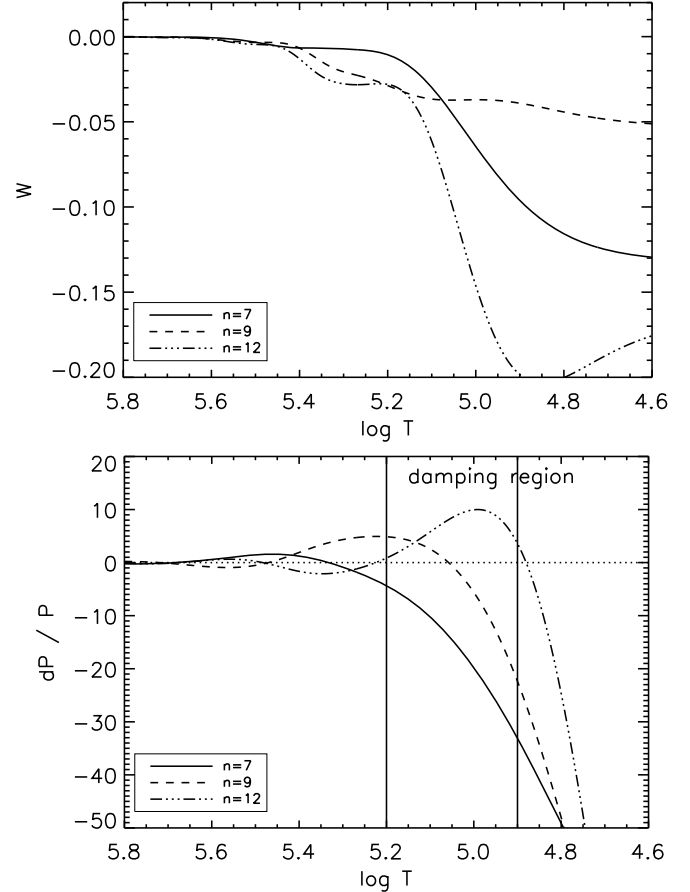 0.00
−0.05
−0.10
−0.15
−0.20
W
n=7
n=9
n=12
5.8 5.6 5.4 5.2 5.0 4.8 4.6
log T
damping region
20
10
0
−10
−20
−30
−40
−50
dP / P
n=7
n=9
n=12
5.8 5.6 5.4 5.2 5.0 4.8 4.6
log T